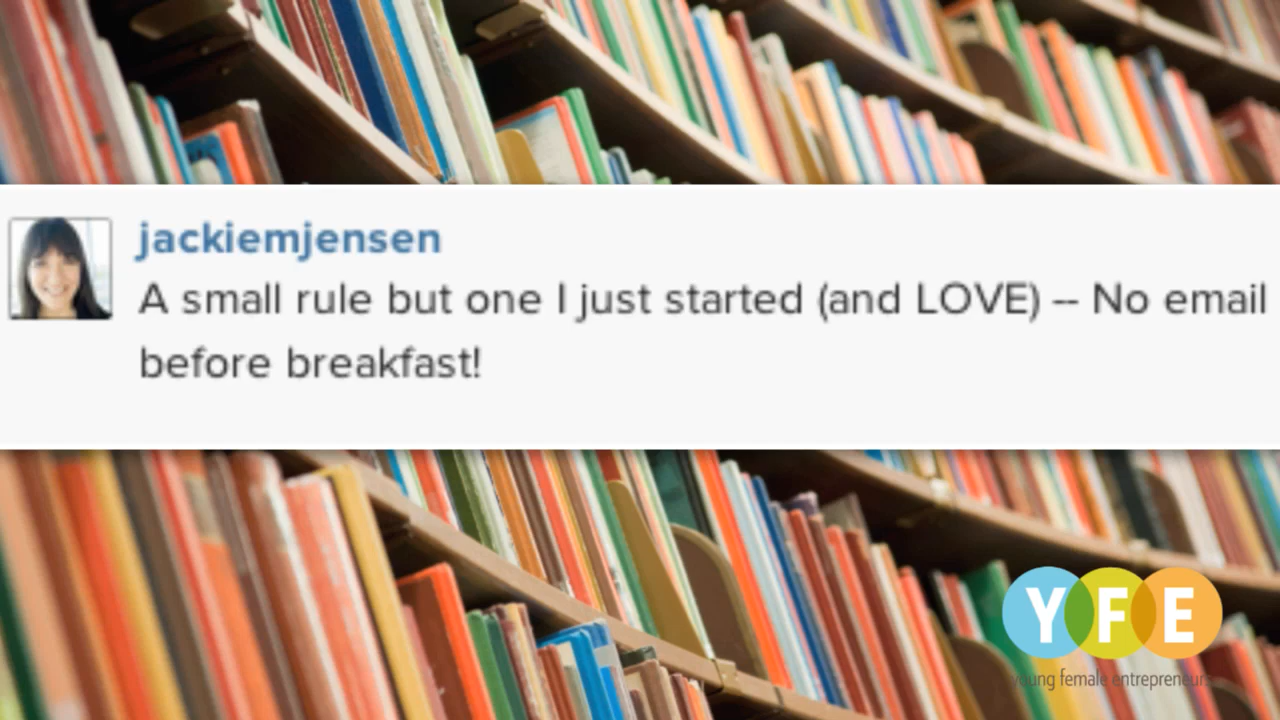 jackiemjensen
A small rule but one I just started (and LOVE) -- No email
before breakfast!
YFE
young female entrepreneurs